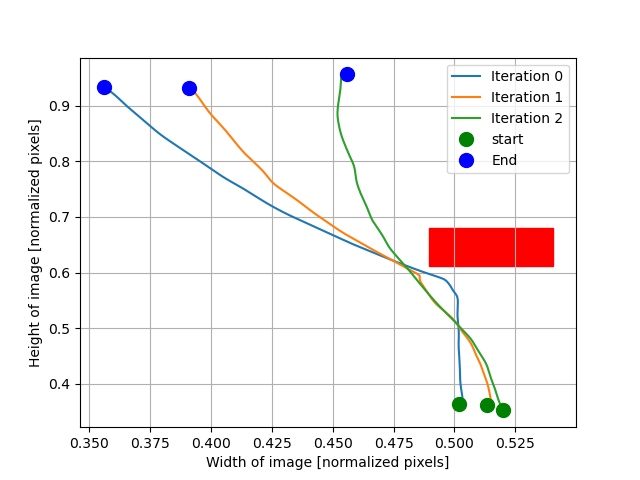 Iteration 0
Iteration 1
Iteration 2
start
End
Height of image [normalized pixels]
0.9
0.8
0.7
0.6
0.5
0.4
0.350 0.375 0.400 0.425 0.450 0.475 0.500 0.525
Width of image [normalized pixels]